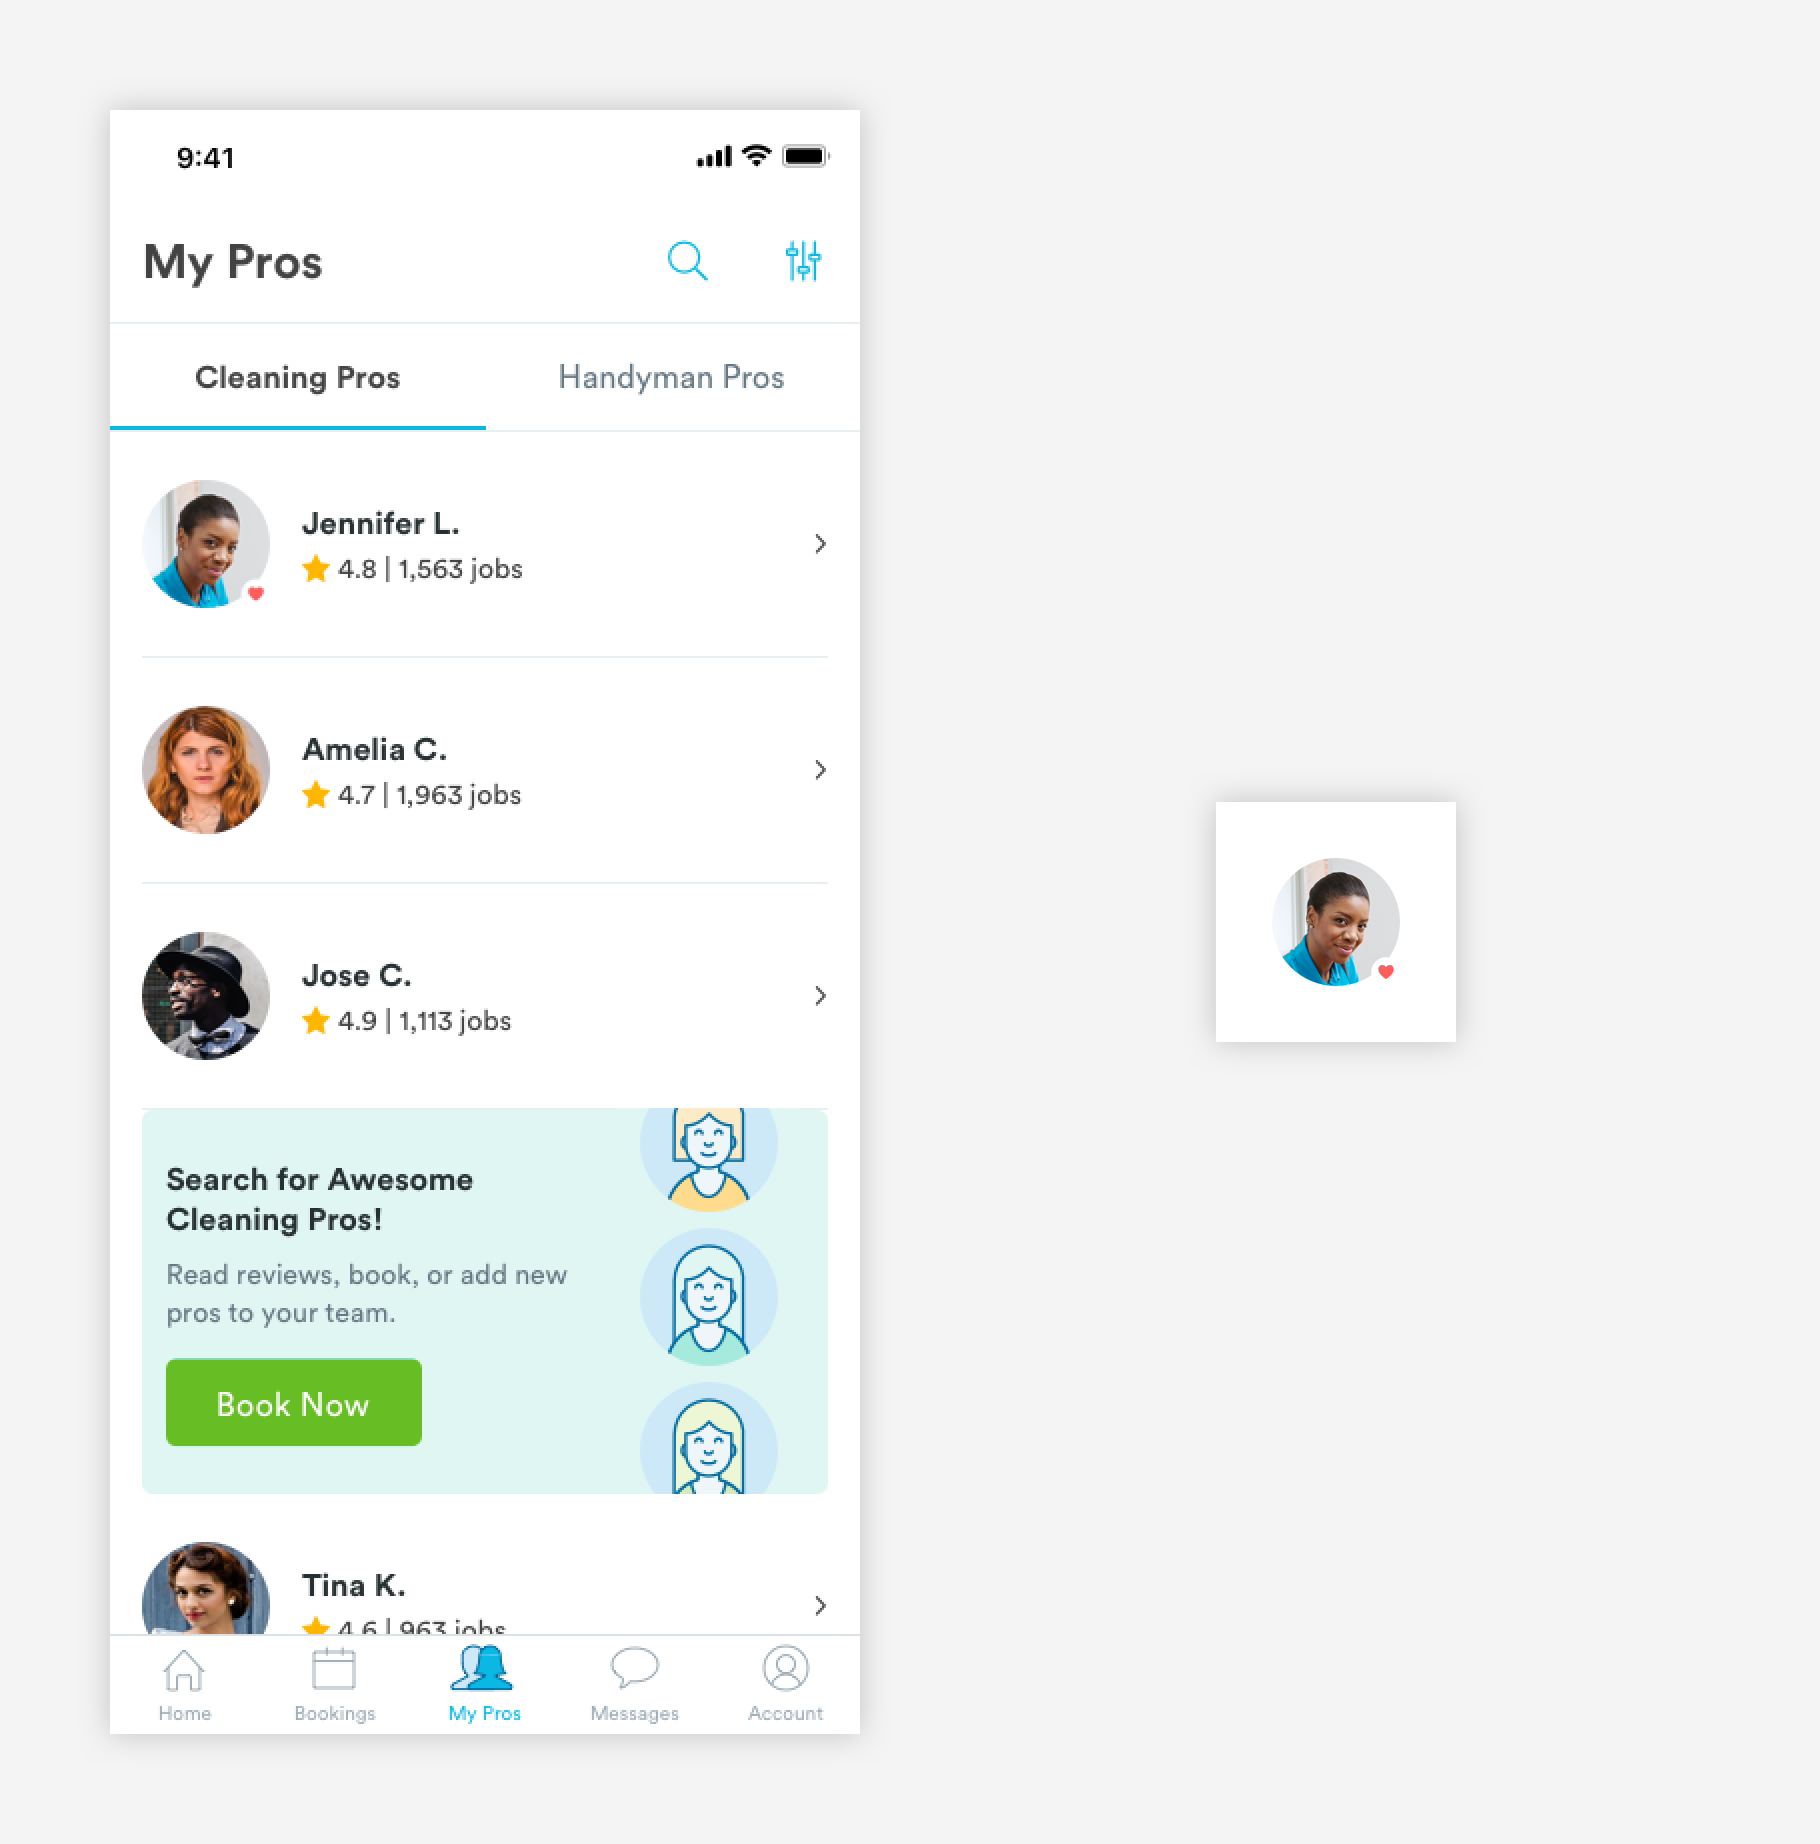 9:41
My Pros
Cleaning Pros
Handyman Pros
Jennifer L.
4.8 | 1,563 jobs
Amelia C.
4.7 | 1,963 jobs
Jose C.
4.9 | 1,113 jobs
Search for Awesome
Cleaning Pros!
Read reviews, book, or add new
pros to your team.
Book Now
Tina K.
4.6 | 963 jobs
Home
Bookings
My Pros
Messages
Account